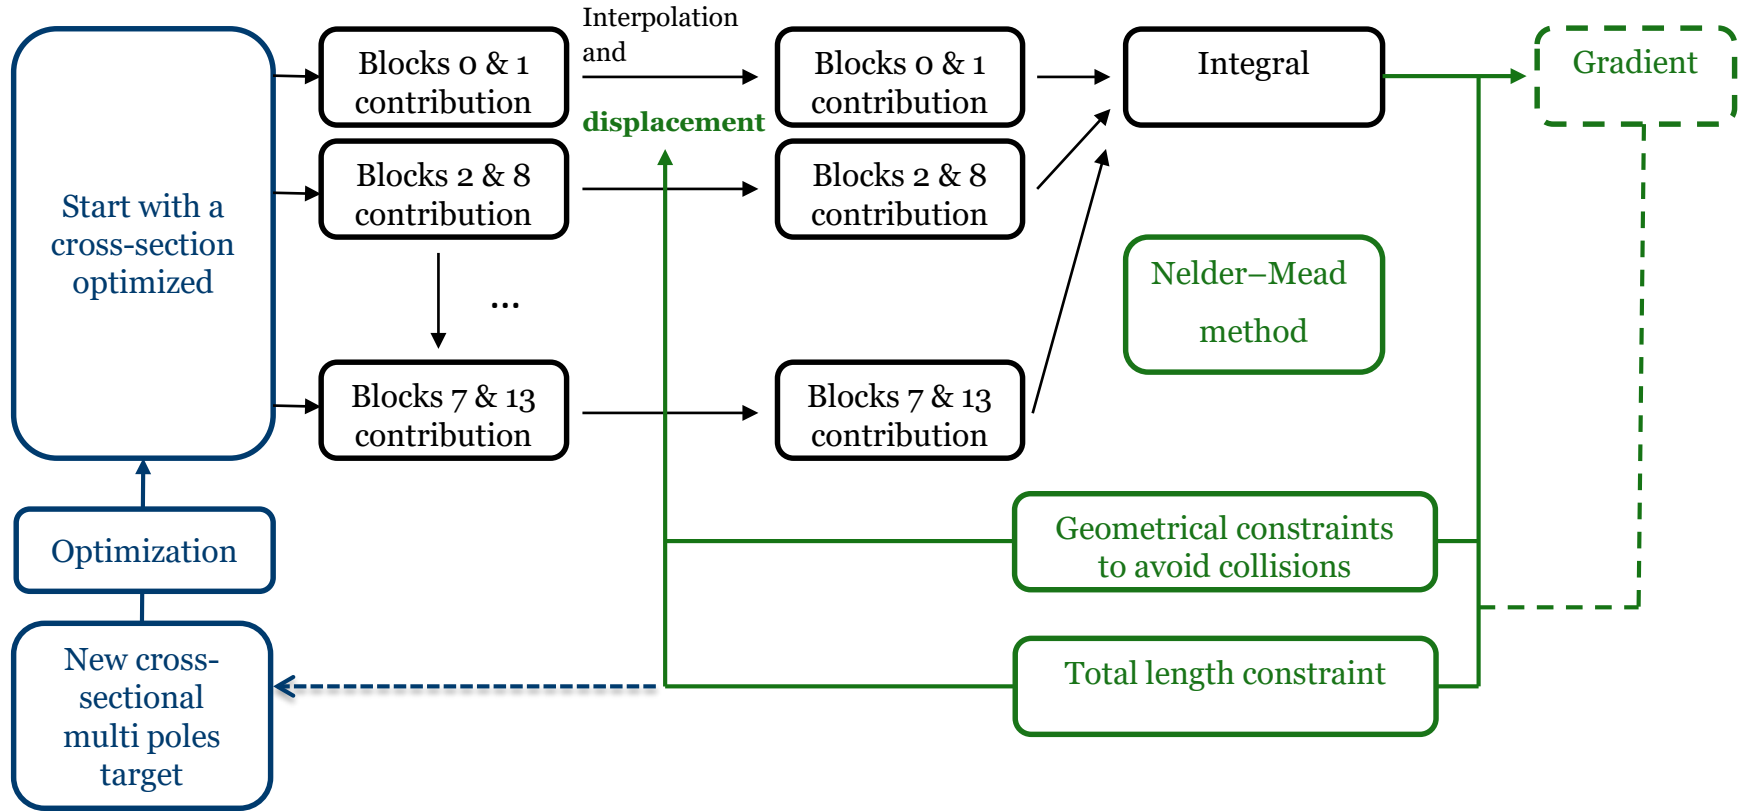 Start with a
cross-section
optimized
Optimization
New cross-
sectional
multi poles
target
Blocks 0 & 1
contribution
Blocks 2 & 8
contribution
...
Blocks 7 & 13
contribution
Interpolation
and
displacement
Blocks 0 & 1
contribution
Blocks 2 & 8
contribution
Blocks 7 & 13
contribution
Integral
Gradient
Nelder–Mead
method
Geometrical constraints
to avoid collisions
Total length constraint